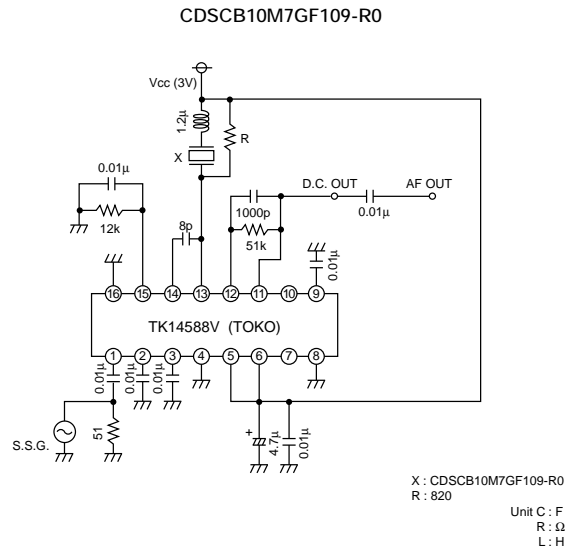 CDSCB10M7GF109-R0
Vcc (3V)
1.2μ
R
X
0.01μ
12k
8p
1000p
51k
D.C. OUT
0.01μ
AF OUT
0.01μ
16 15 14 13 12 11 10 9
TK14588V (TOKO)
1 2 3 4 5 6 7 8
0.01μ
0.01μ
0.01μ
S.S.G.
51
+
4.7μ
0.01μ
X : CDSCB10M7GF109-R0
R : 820
Unit C : F
R : Ω
L : H